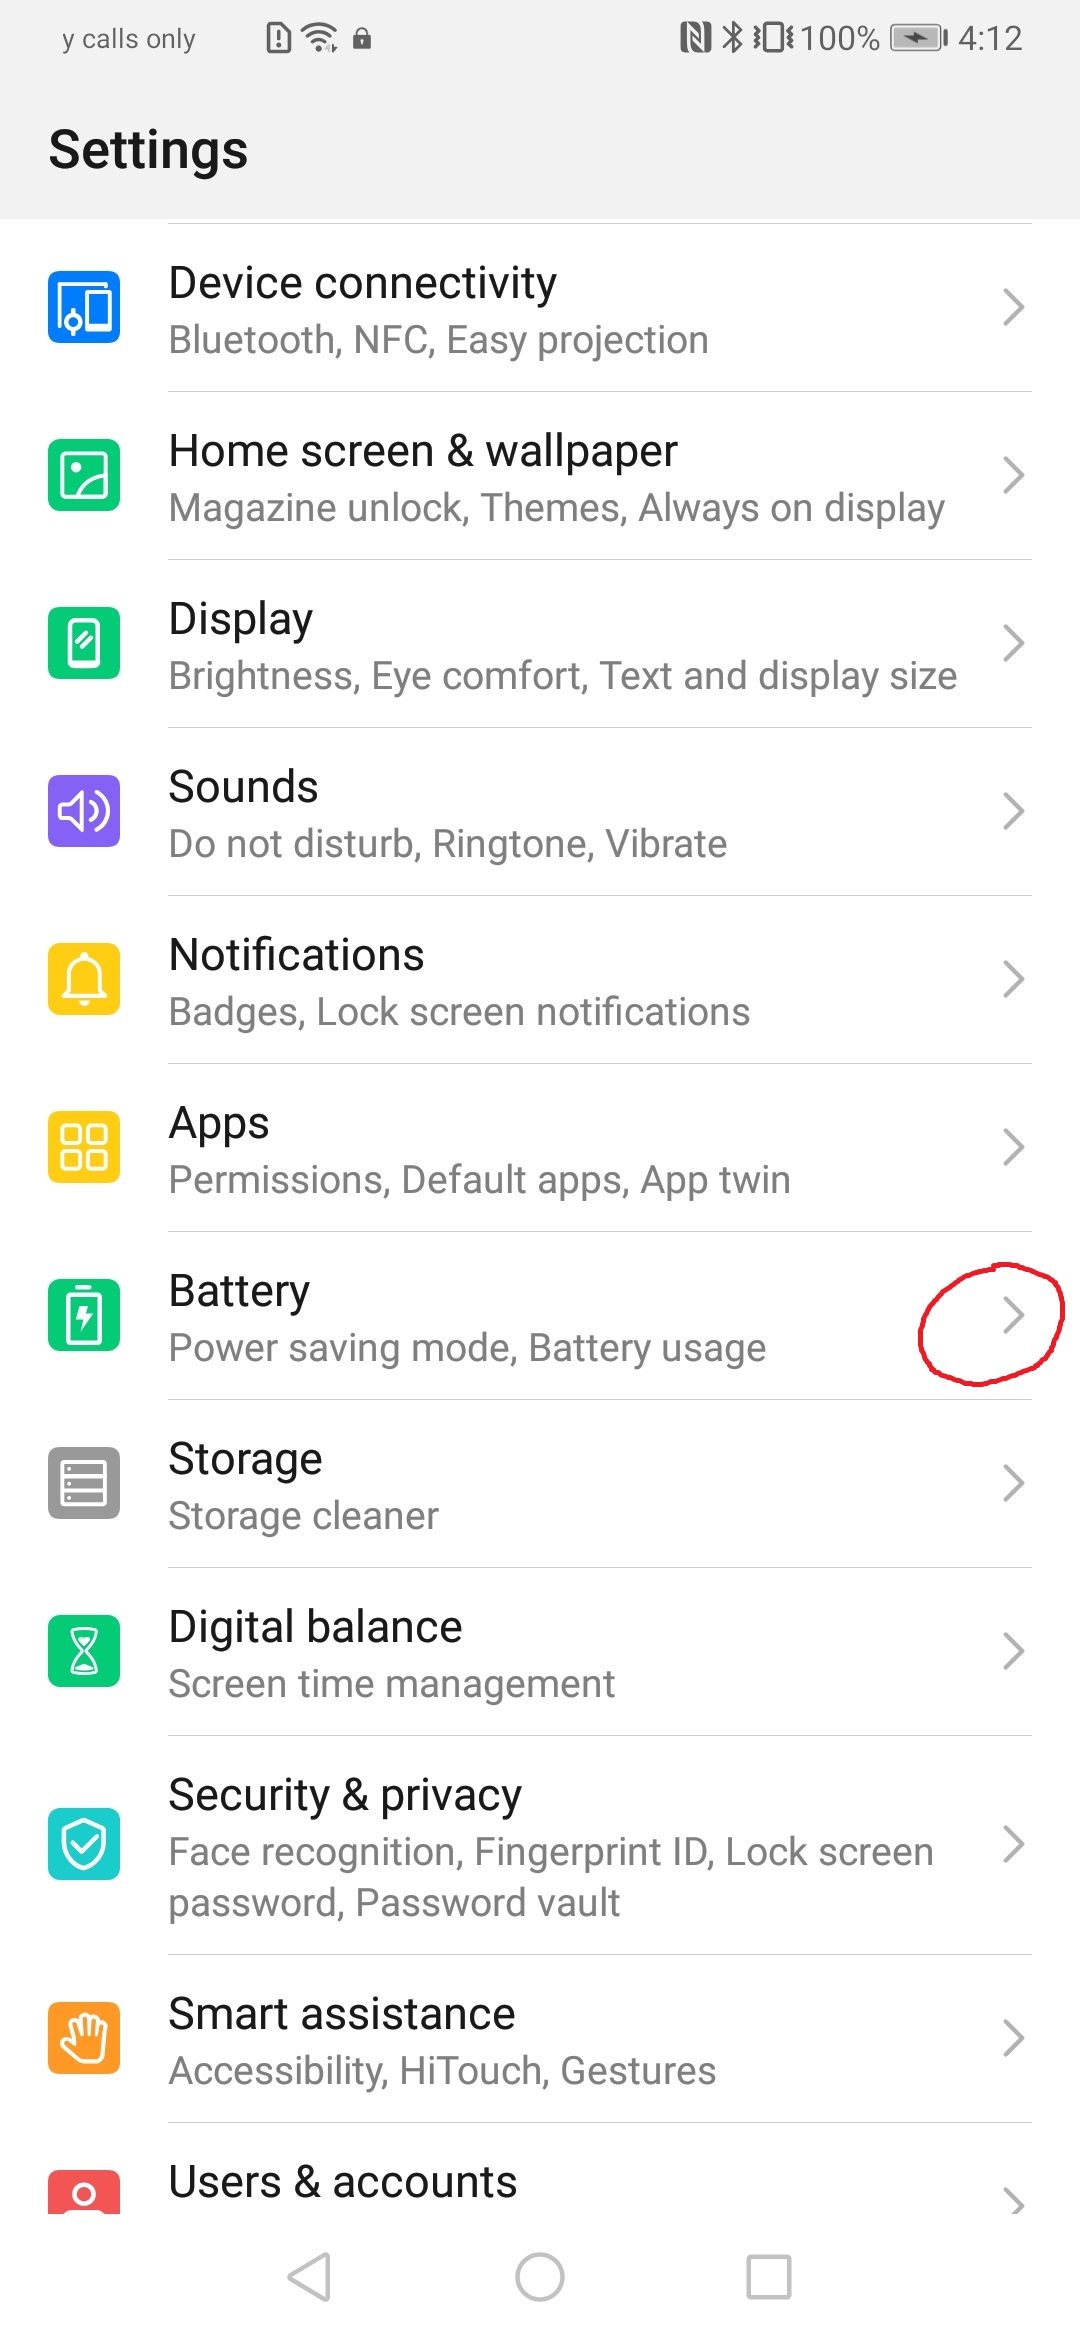 y calls only 100% 4:12
Settings
Device connectivity
Bluetooth, NFC, Easy projection
Home screen & wallpaper
Magazine unlock, Themes, Always on display
Display
Brightness, Eye comfort, Text and display size
Sounds
Do not disturb, Ringtone, Vibrate
Notifications
Badges, Lock screen notifications
Apps
Permissions, Default apps, App twin
Battery
Power saving mode, Battery usage
Storage
Storage cleaner
Digital balance
Screen time management
Security & privacy
Face recognition, Fingerprint ID, Lock screen
password, Password vault
Smart assistance
Accessibility, HiTouch, Gestures
Users & accounts